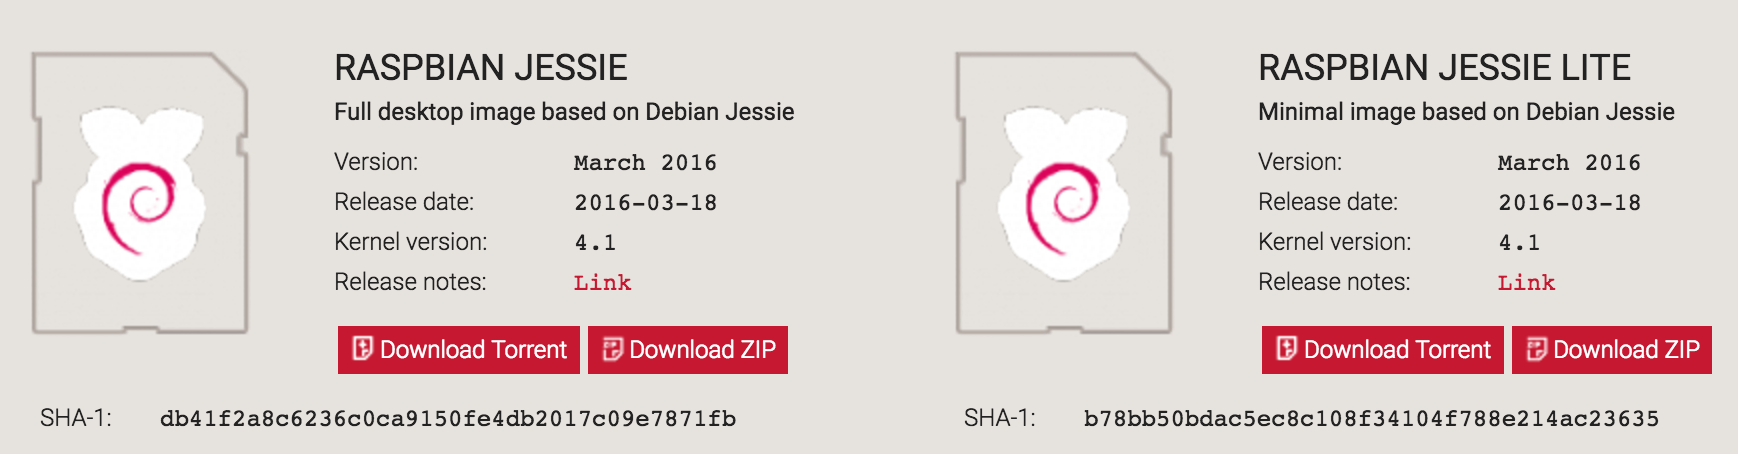 RASPBIAN JESSIE
Full desktop image based on Debian Jessie
Version: March 2016
Release date: 2016-03-18
Kernel version: 4.1
Release notes: Link
Download Torrent Download ZIP
SHA-1: db41f2a8c6236c0ca9150fe4db2017c09e7871fb
RASPBIAN JESSIE LITE
Minimal image based on Debian Jessie
Version: March 2016
Release date: 2016-03-18
Kernel version: 4.1
Release notes: Link
Download Torrent Download ZIP
SHA-1: b78bb50bdac5ec8c108f34104f788e214ac23635